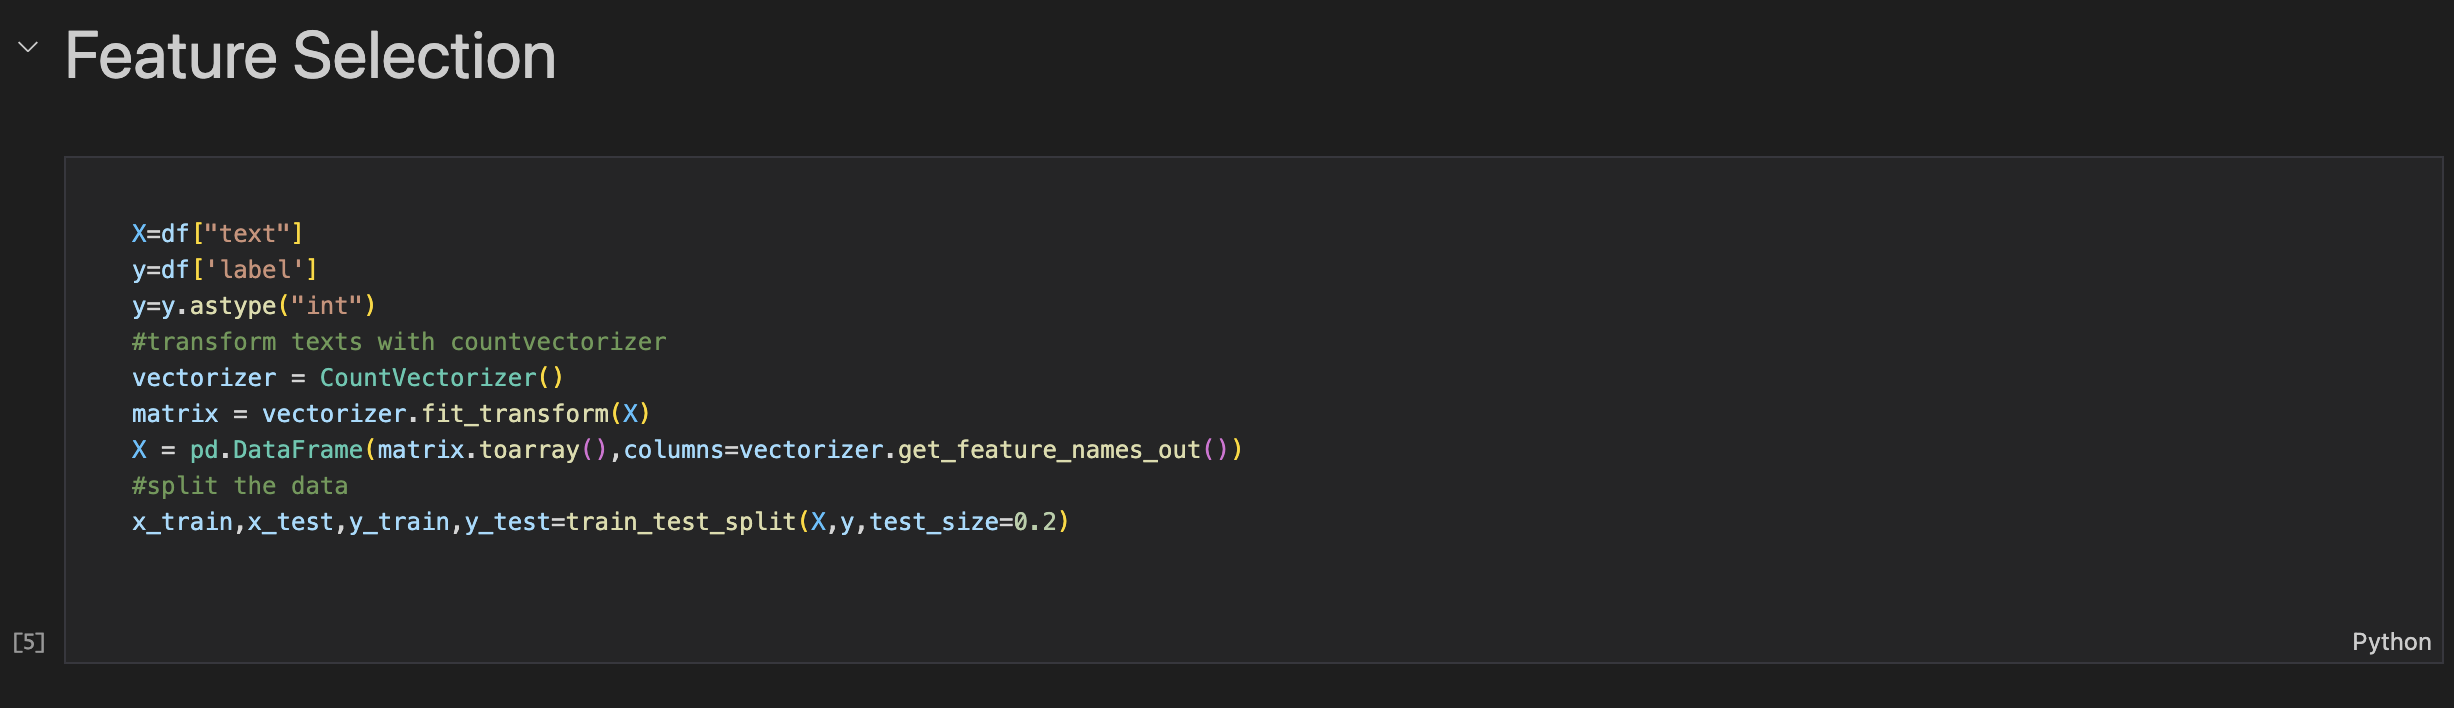 Feature Selection
X=df["text"]
y=df['label']
y=y.astype("int")
#transform texts with countvectorizer
vectorizer = CountVectorizer()
matrix = vectorizer.fit_transform(X)
X = pd.DataFrame(matrix.toarray(),columns=vectorizer.get_feature_names_out())
#split the data
x_train,x_test,y_train,y_test=train_test_split(X,y,test_size=0.2)
[5]
Python